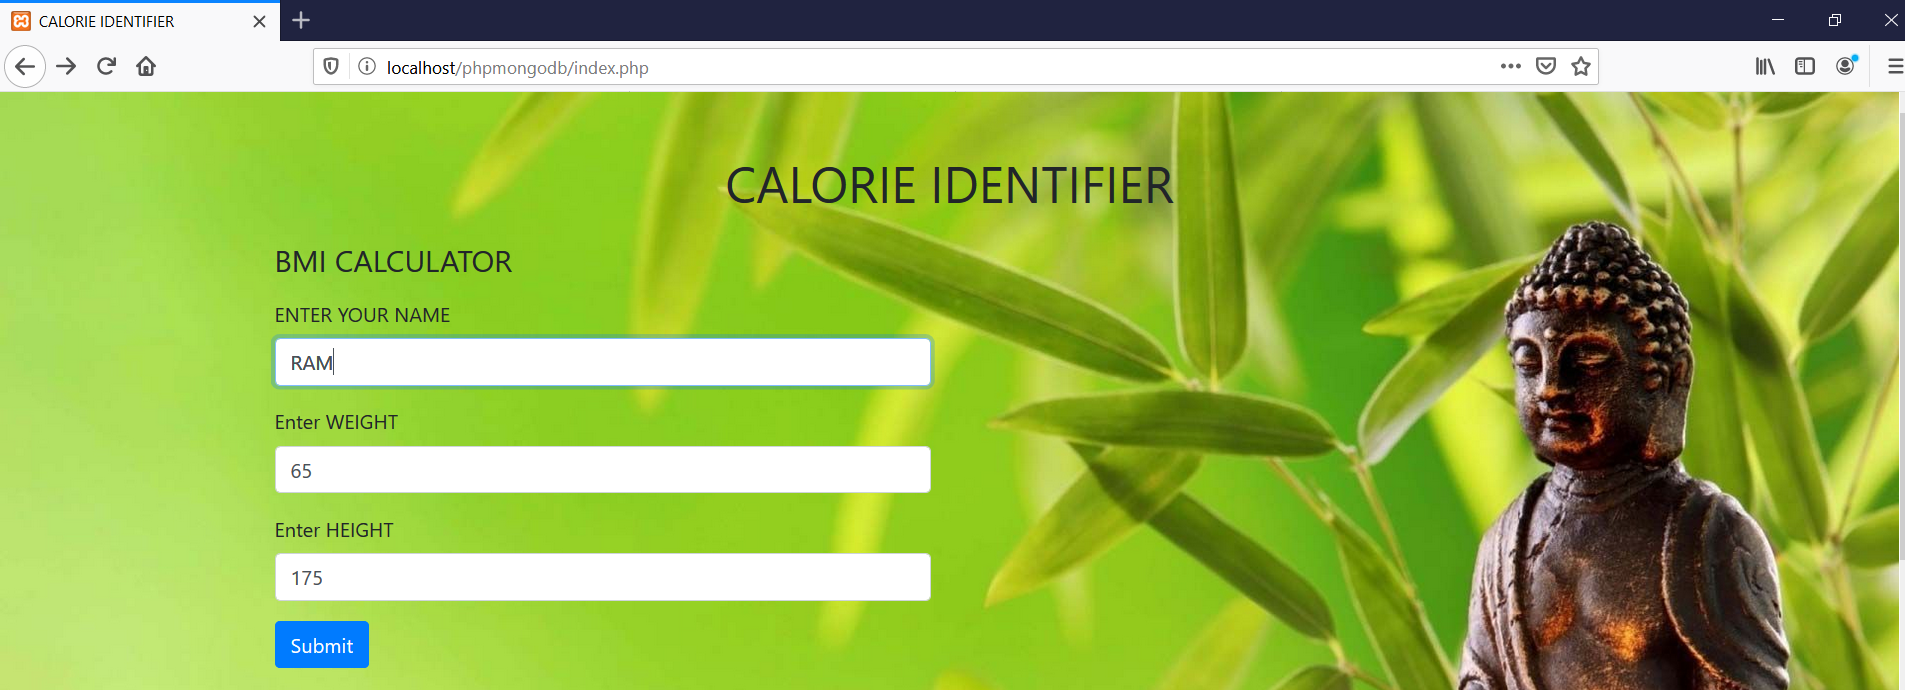 CALORIE IDENTIFIER
localhost/phpmongodb/index.php
CALORIE IDENTIFIER
BMI CALCULATOR
ENTER YOUR NAME
RAM
Enter WEIGHT
65
Enter HEIGHT
175
Submit